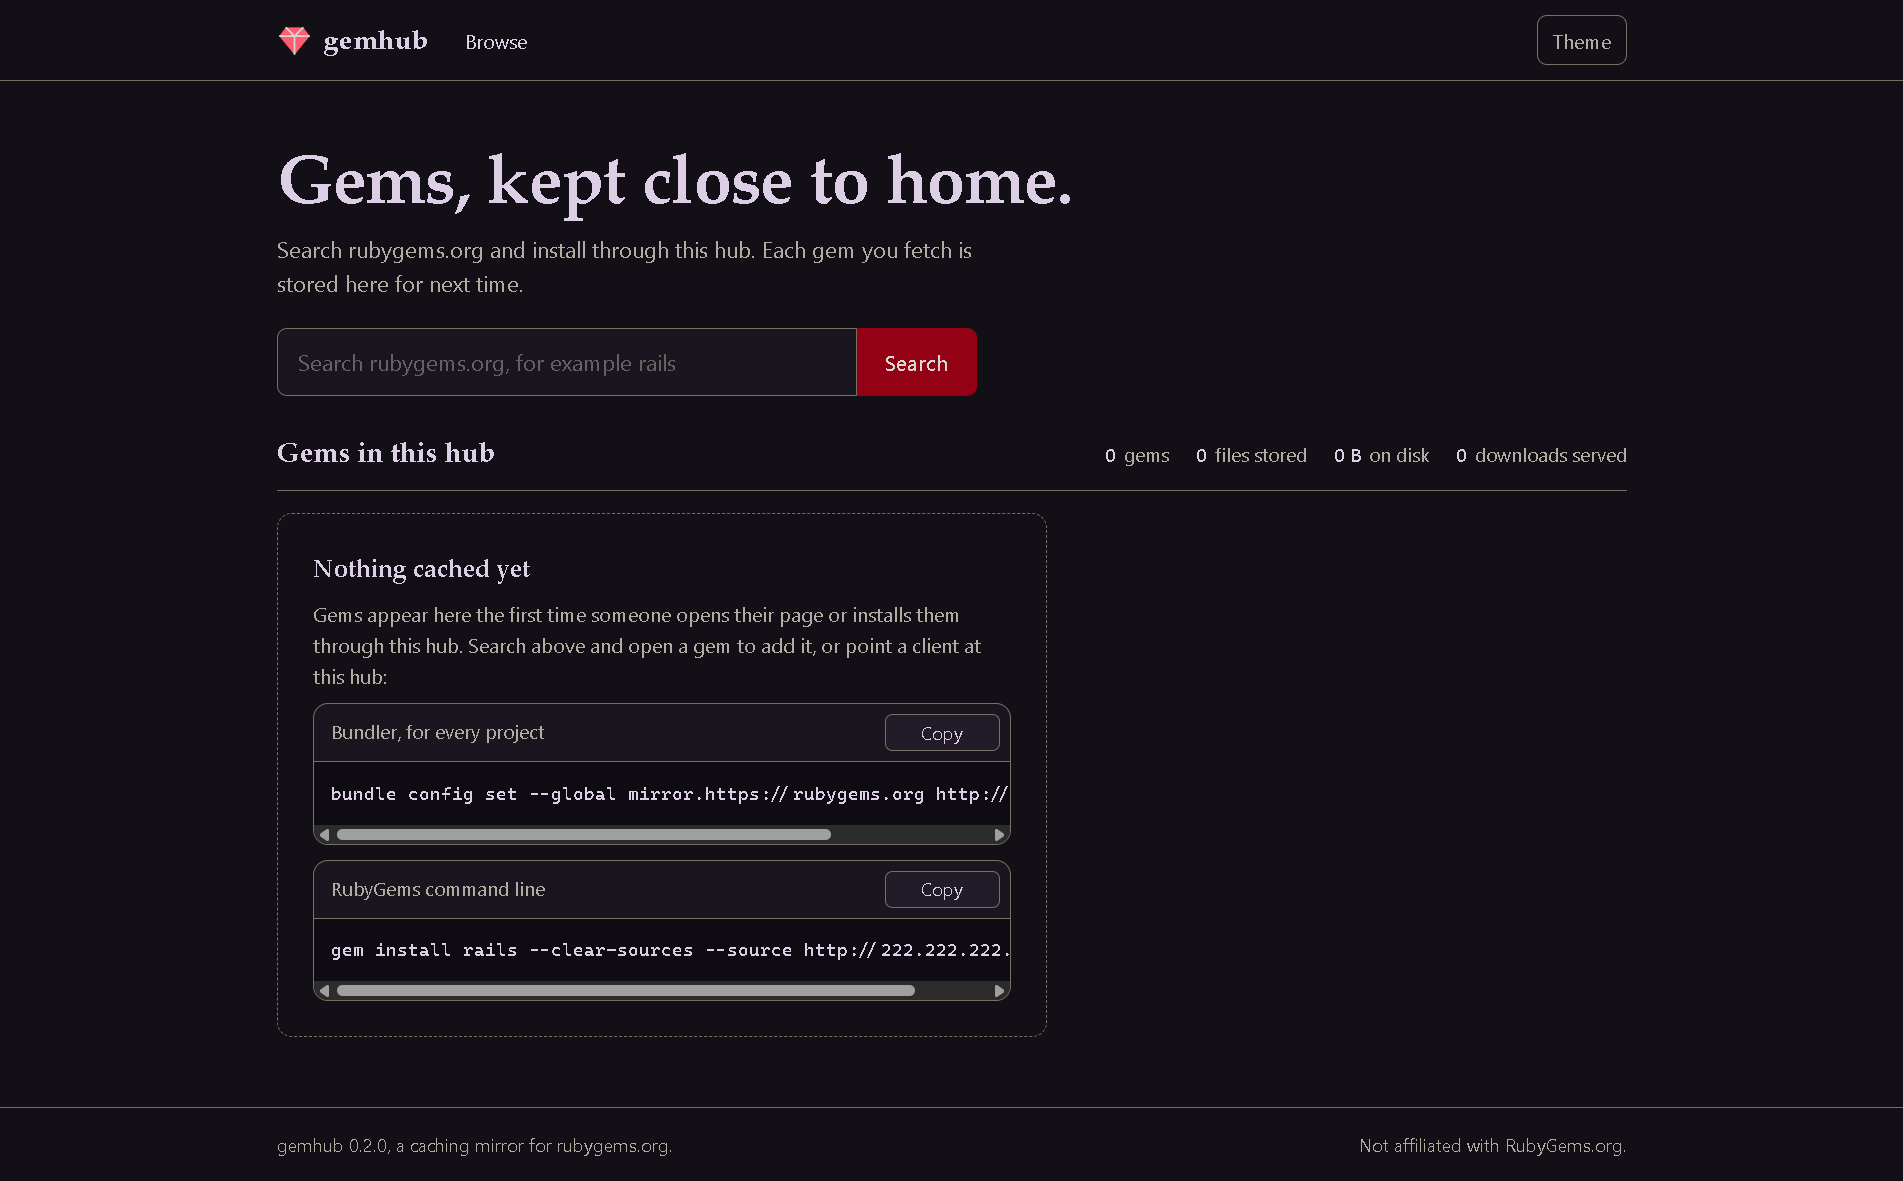 gemhub
Browse
Theme
Gems, kept close to home.
Search rubygems.org and install through this hub. Each gem you fetch is
stored here for next time.
Search rubygems.org, for example rails
Search
Gems in this hub
0 gems 0 files stored 0 B on disk 0 downloads served
Nothing cached yet
Gems appear here the first time someone opens their page or installs them
through this hub. Search above and open a gem to add it, or point a client at
this hub:
Bundler, for every project
Copy
bundle config set --global mirror.https://rubygems.org http://
RubyGems command line
Copy
gem install rails --clear-sources --source http://222.222.222.
gemhub 0.2.0, a caching mirror for rubygems.org.
Not affiliated with RubyGems.org.